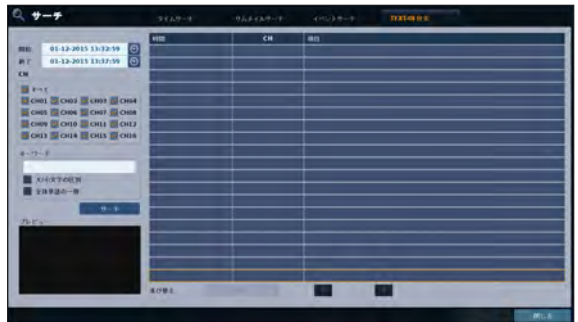 サーチ
タイムサーチ
サムネイルサーチ
イベントサーチ
TEXT-IN 検索
開始 01-12-2015 13:32:59
終了 01-12-2015 13:37:59
CH
すべて
CH01 CH02 CH03 CH04
CH05 CH06 CH07 CH08
CH09 CH10 CH11 CH12
CH13 CH14 CH15 CH16
キーワード
大/小文字の区別
全体単語の一致
サーチ
プレビュー
時間 CH 項目
並び替え
閉じる